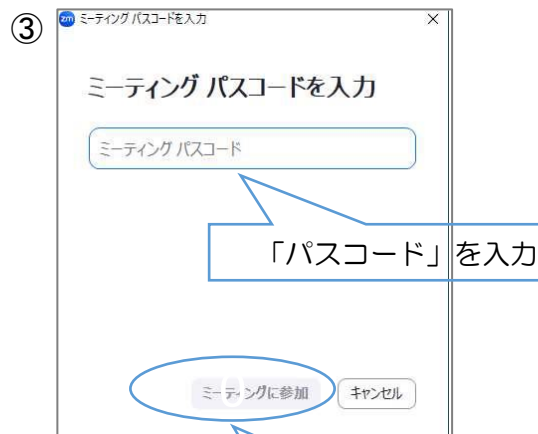 ③
zm ミーティング パスコードを入力 ×
ミーティング パスコードを入力
ミーティング パスコード
「パスコード」を入力
ミーティングに参加 キャンセル